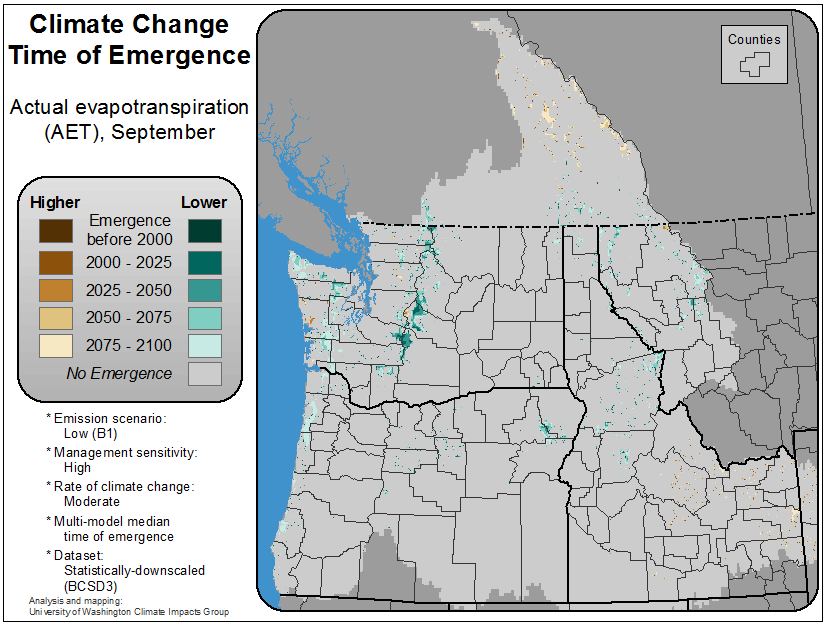 Climate Change
Time of Emergence
Actual evapotranspiration
(AET), September
Higher
Lower
Emergence
before 2000
2000 - 2025
2025 - 2050
2050 - 2075
2075 - 2100
No Emergence
* Emission scenario:
Low (B1)
* Management sensitivity:
High
* Rate of climate change:
Moderate
* Multi-model median
time of emergence
* Dataset:
Statistically-downscaled
(BCSD3)
Analysis and mapping:
University of Washington Climate Impacts Group
Counties